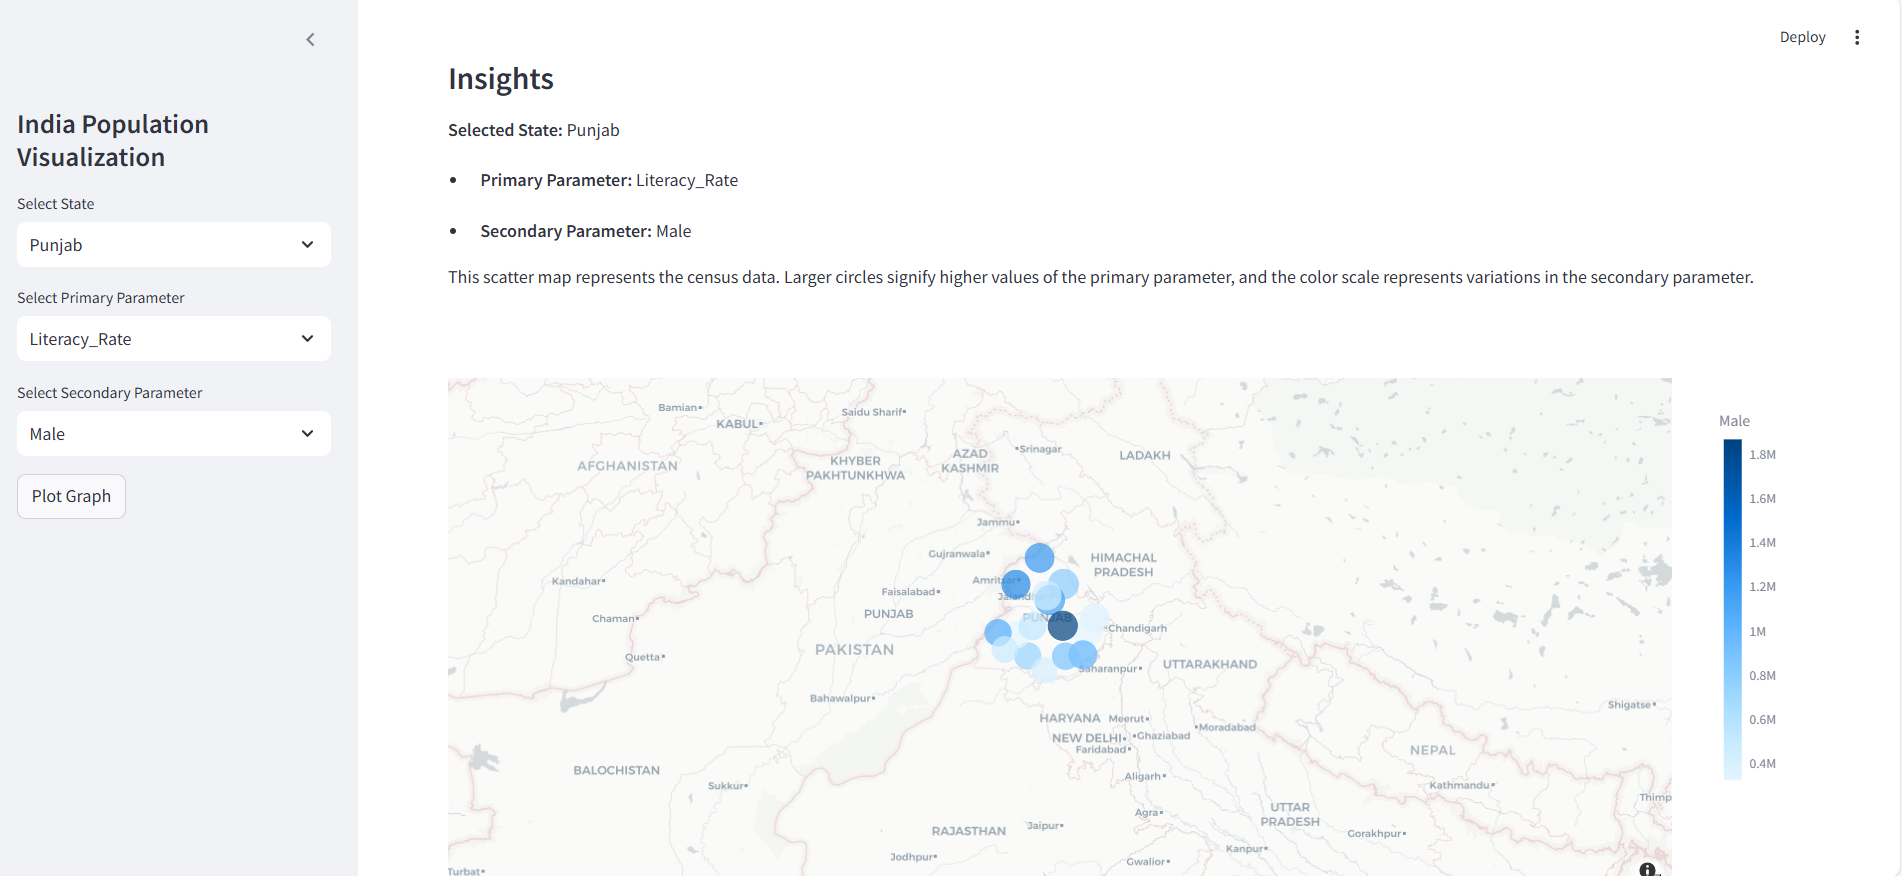 India Population
Visualization
Select State
Punjab
Select Primary Parameter
Literacy_Rate
Select Secondary Parameter
Male
Plot Graph
Deploy
Insights
Selected State: Punjab
• Primary Parameter: Literacy_Rate
• Secondary Parameter: Male
This scatter map represents the census data. Larger circles signify higher values of the primary parameter, and the color scale represents variations in the secondary parameter.
Bamian
Saidu Sharif
KABUL
AFGHANISTAN
KHYBER
PAKHTUNKHWA
AZAD
KASHMIR
Srinagar
LADAKH
Jammu
Gujranwala
HIMACHAL
PRADESH
Kandahar
Amritsar
Faisalabad
Jalandhar
PUNJAB
PUNJAB
Chaman
Chandigarh
Quetta
PAKISTAN
UTTARAKHAND
Saharanpur
Bahawalpur
Shigatse
HARYANA
Meerut
Moradabad
NEW DELHI
Ghaziabad
Faridabad
NEPAL
BALOCHISTAN
Sukkur
Aligarh
Kathmandu
Thimp
UTTAR
PRADESH
Agra
RAJASTHAN
Jaipur
Gorakhpur
Jodhpur
Kanpur
Gwalior
Turbat
Male
1.8M
1.6M
1.4M
1.2M
1M
0.8M
0.6M
0.4M